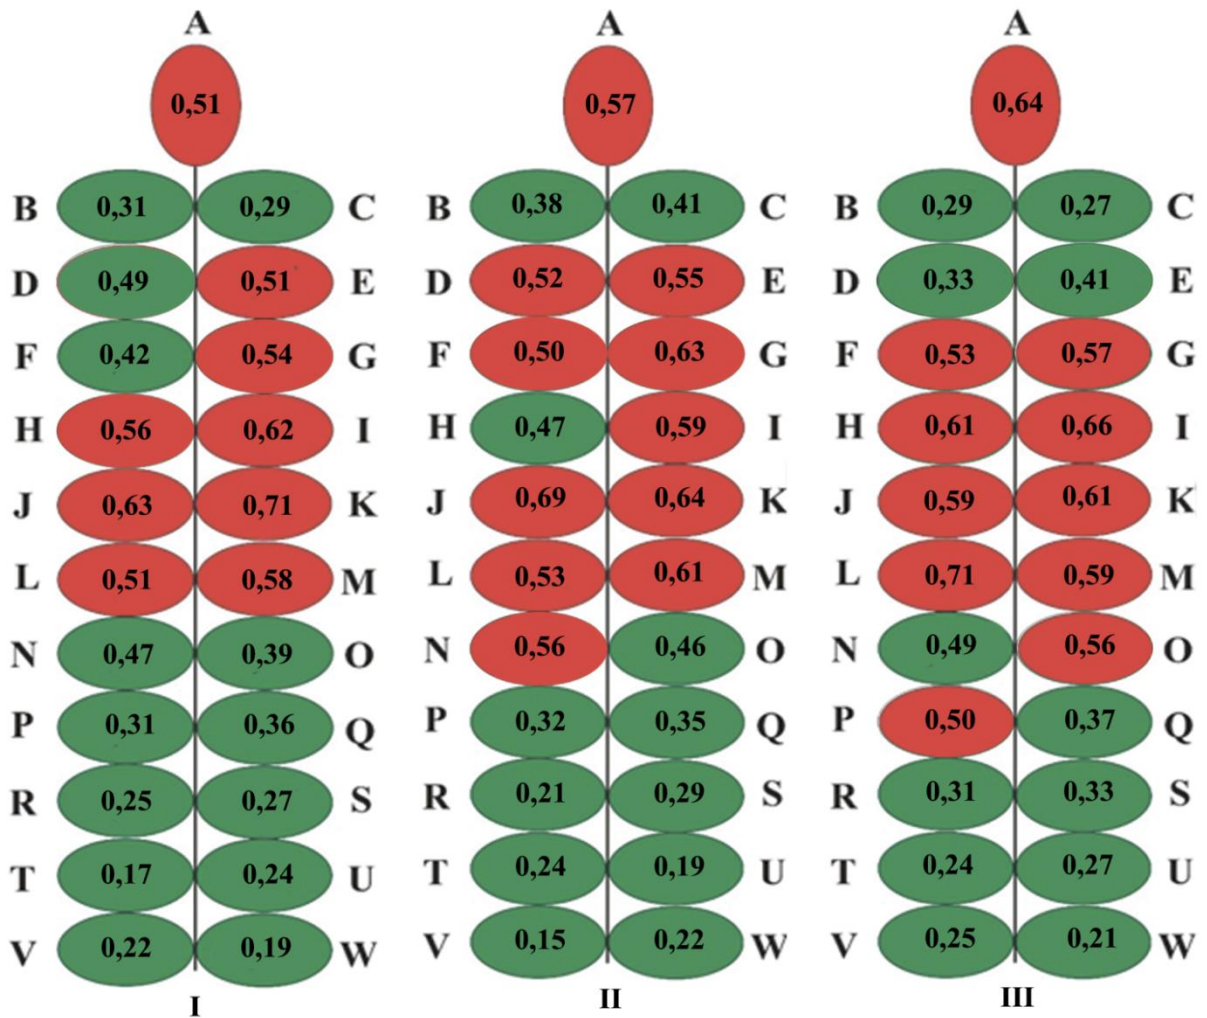 A A A
0,51 0,57 0,64
B 0,31 0,29 C B 0,38 0,41 C B 0,29 0,27 C
D 0,49 0,51 E D 0,52 0,55 E D 0,33 0,41 E
F 0,42 0,54 G F 0,50 0,63 G F 0,53 0,57 G
H 0,56 0,62 I H 0,47 0,59 I H 0,61 0,66 I
J 0,63 0,71 K J 0,69 0,64 K J 0,59 0,61 K
L 0,51 0,58 M L 0,53 0,61 M L 0,71 0,59 M
N 0,47 0,39 O N 0,56 0,46 O N 0,49 0,56 O
P 0,31 0,36 Q P 0,32 0,35 Q P 0,50 0,37 Q
R 0,25 0,27 S R 0,21 0,29 S R 0,31 0,33 S
T 0,17 0,24 U T 0,24 0,19 U T 0,24 0,27 U
V 0,22 0,19 W V 0,15 0,22 W V 0,25 0,21 W
I II III